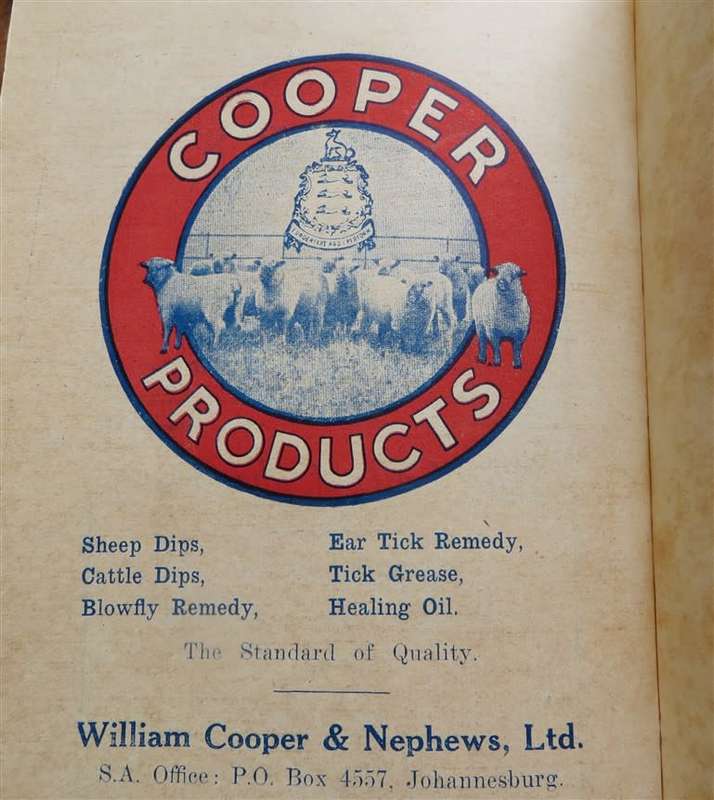 COOPER
PRODUCTS
Sheep Dips,
Cattle Dips,
Blowfly Remedy,
Ear Tick Remedy,
Tick Grease,
Healing Oil.
The Standard of Quality.
William Cooper & Nephews, Ltd.
S.A. Office: P.O. Box 4557, Johannesburg.